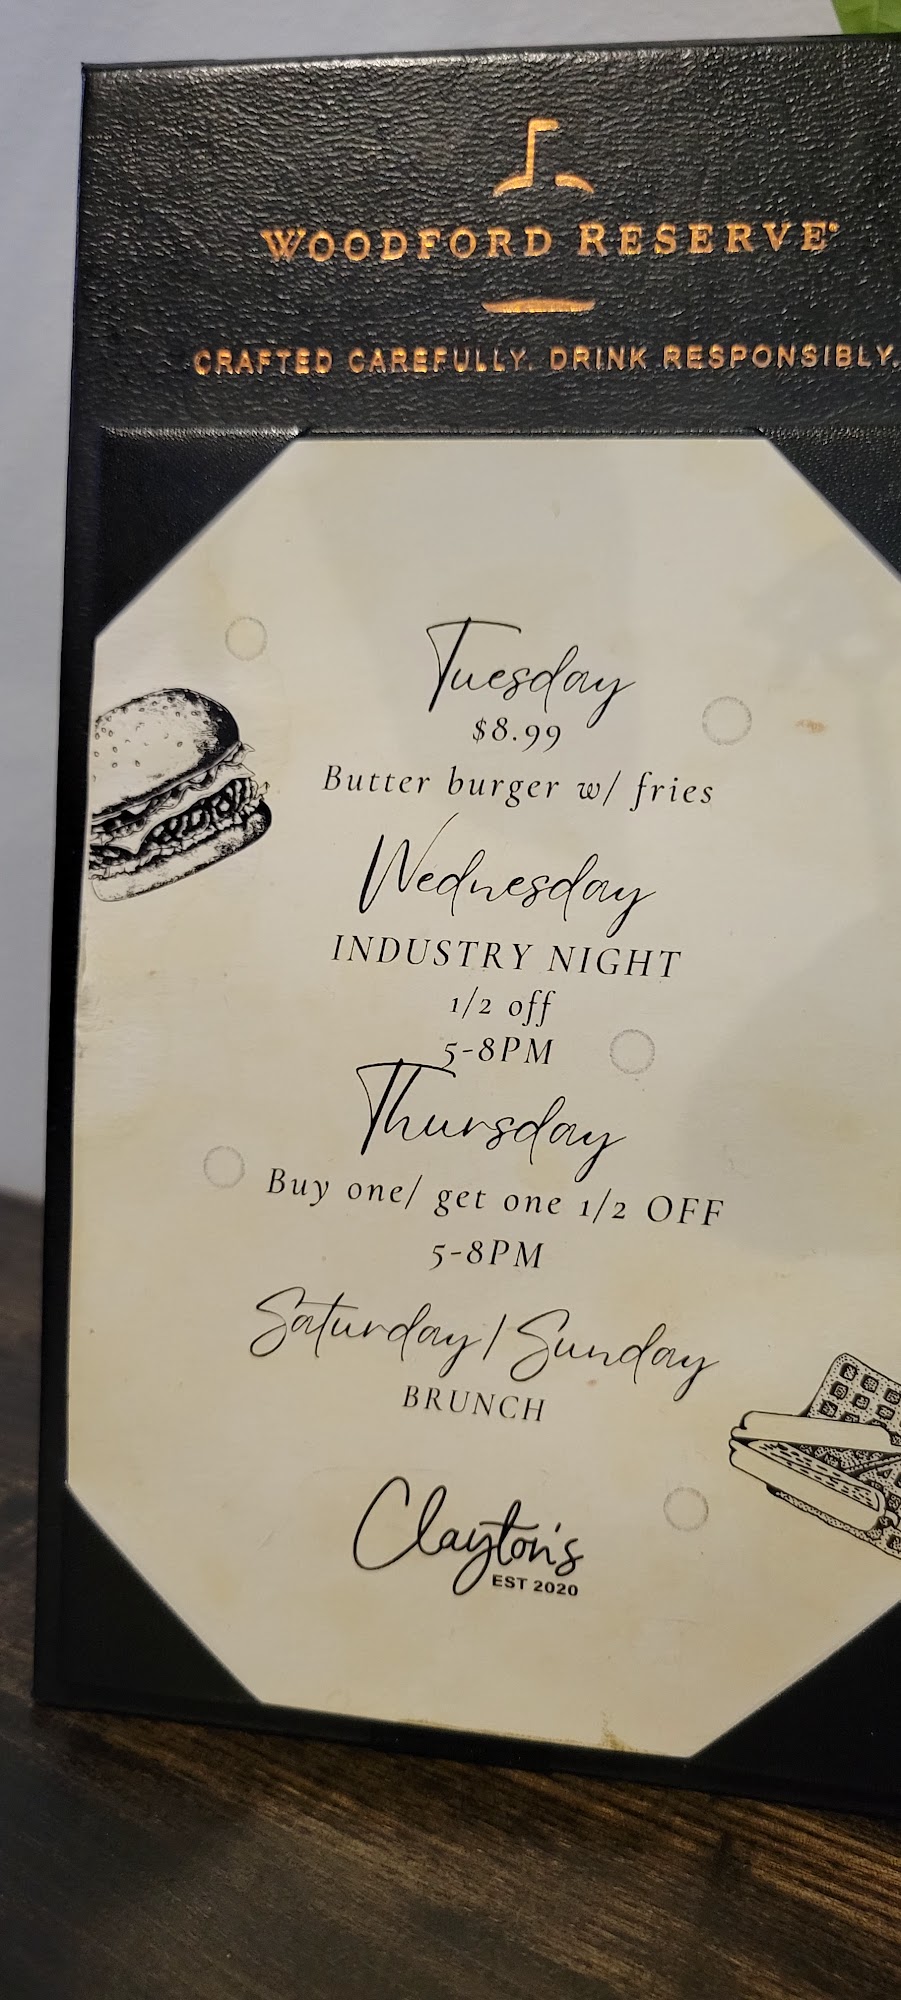 WOODFORD RESERVE®
CRAFTED CAREFULLY. DRINK RESPONSIBLY.
Tuesday
$8.99
Butter burger w/ fries
Wednesday
INDUSTRY NIGHT
1/2 off
5-8PM
Thursday
Buy one/ get one 1/2 OFF
5-8PM
Saturday/Sunday
BRUNCH
Clayton's
EST 2020